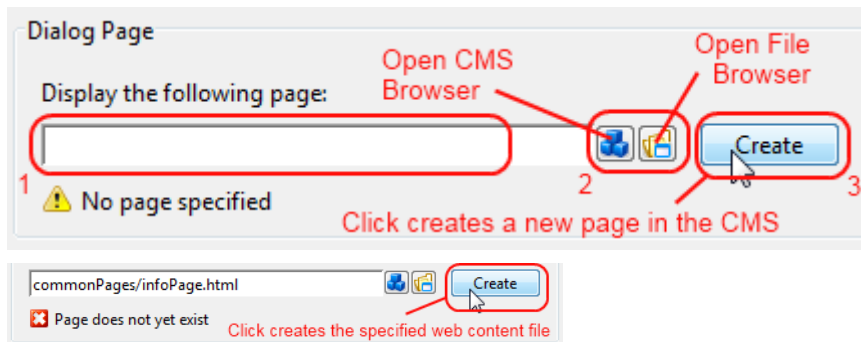 Dialog Page
Open CMS
Browser
Open File
Browser
Display the following page:
Create
1
2
3
No page specified
Click creates a new page in the CMS
commonPages/infoPage.html
Create
Page does not yet exist
Click creates the specified web content file